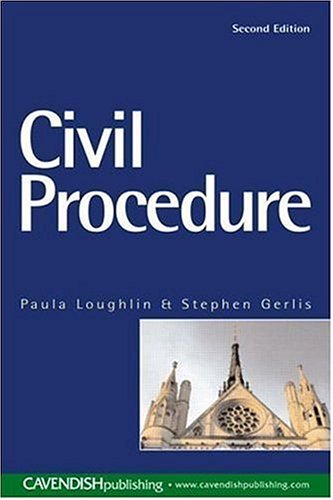 Second Edition
Civil
Procedure
Paula Loughlin & Stephen Gerlis
CAVENDISHpublishing • www.cavendishpublishing.com